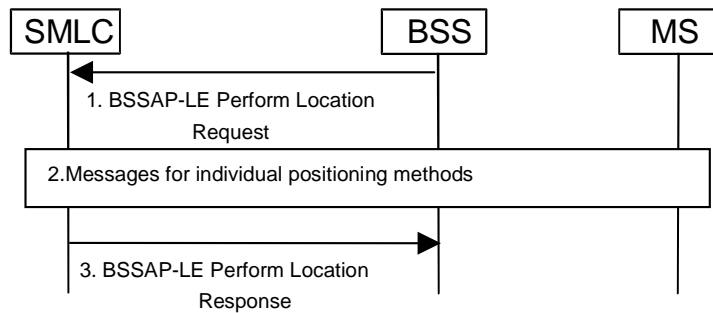 SMLC
BSS
MS
1. BSSAP-LE Perform Location
Request
2.Messages for individual positioning methods
3. BSSAP-LE Perform Location
Response